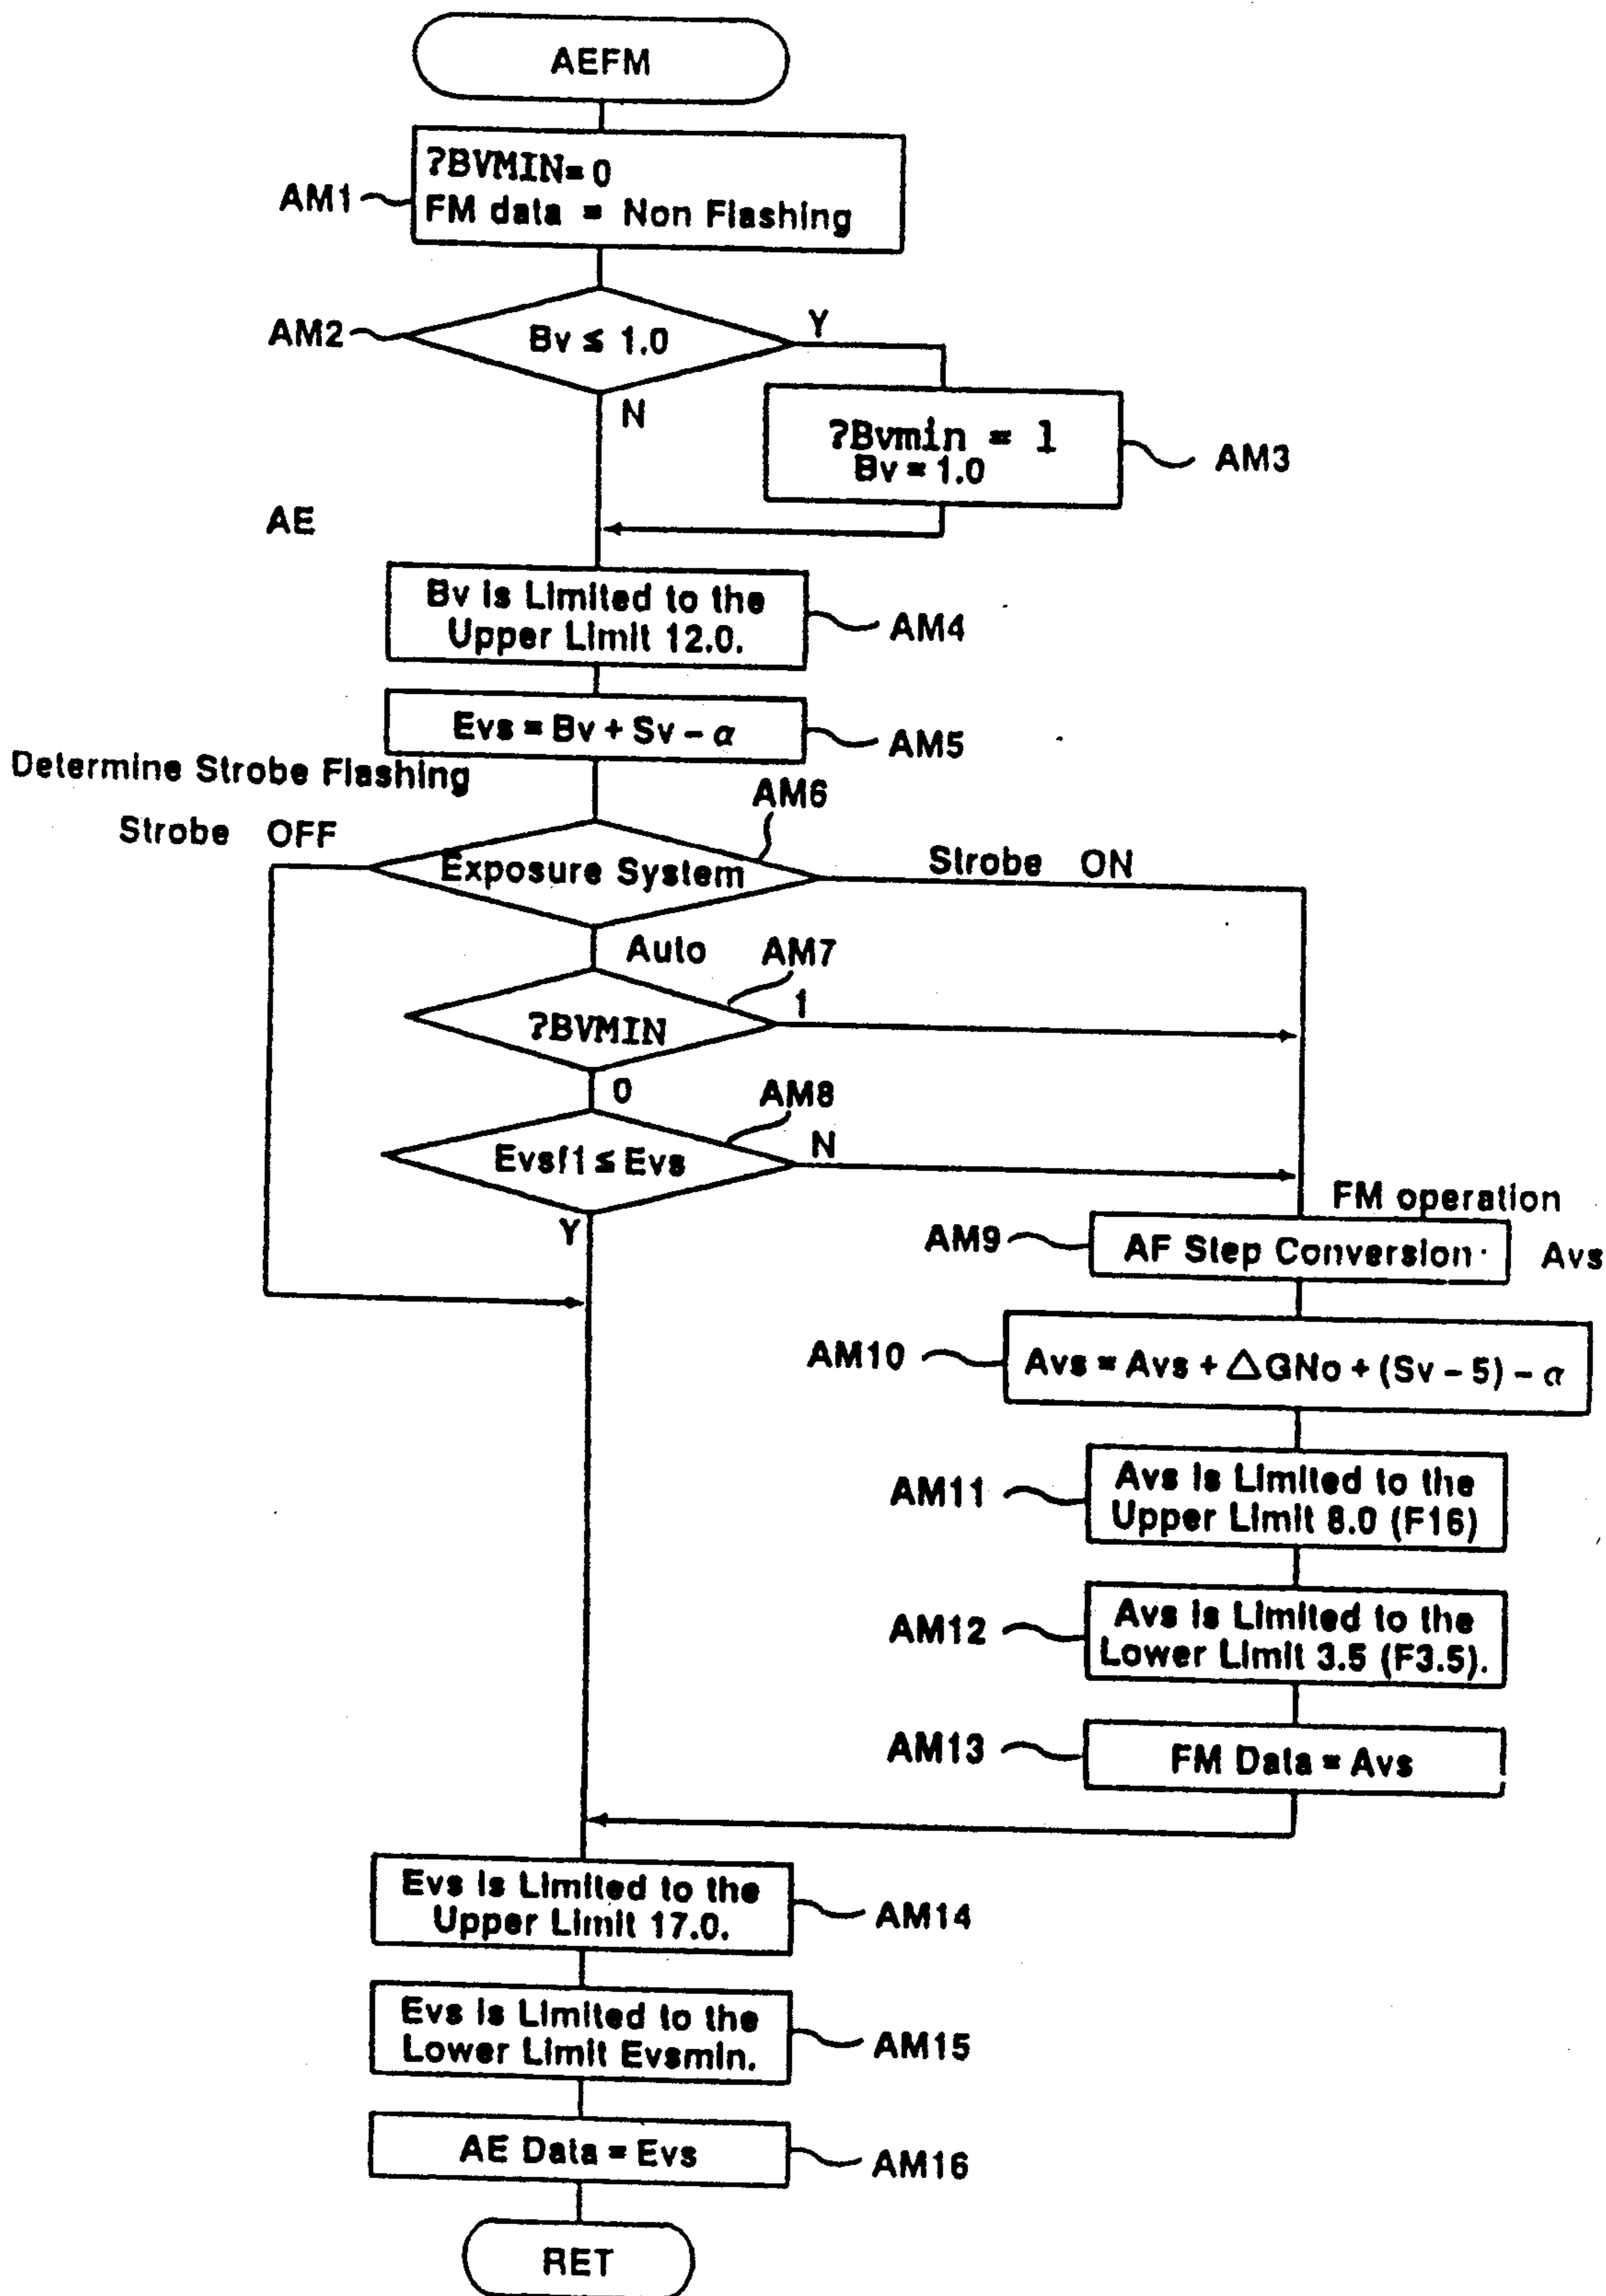 AEFM
?BVMIN=0
AM1
FM data = Non Flashing
AM2
Bv ≤ 1.0
Y
N
?Bvmin = 1
Bv = 1.0
AM3
AE
Bv is Limited to the
Upper Limit 12.0.
AM4
Evs = Bv + Sv - α
AM5
Determine Strobe Flashing
AM6
Strobe OFF
Exposure System
Strobe ON
Auto
AM7
1
?BVMIN
0
AM8
Evsf1 ≤ Evs
N
Y
FM operation
AM9
AF Step Conversion
Avs
AM10
Avs = Avs + △GNo + (Sv - 5) - α
AM11
Avs is Limited to the
Upper Limit 8.0 (F16)
AM12
Avs is Limited to the
Lower Limit 3.5 (F3.5).
AM13
FM Data = Avs
Evs is Limited to the
Upper Limit 17.0.
AM14
Evs is Limited to the
Lower Limit Evsmin.
AM15
AE Data = Evs
AM16
RET